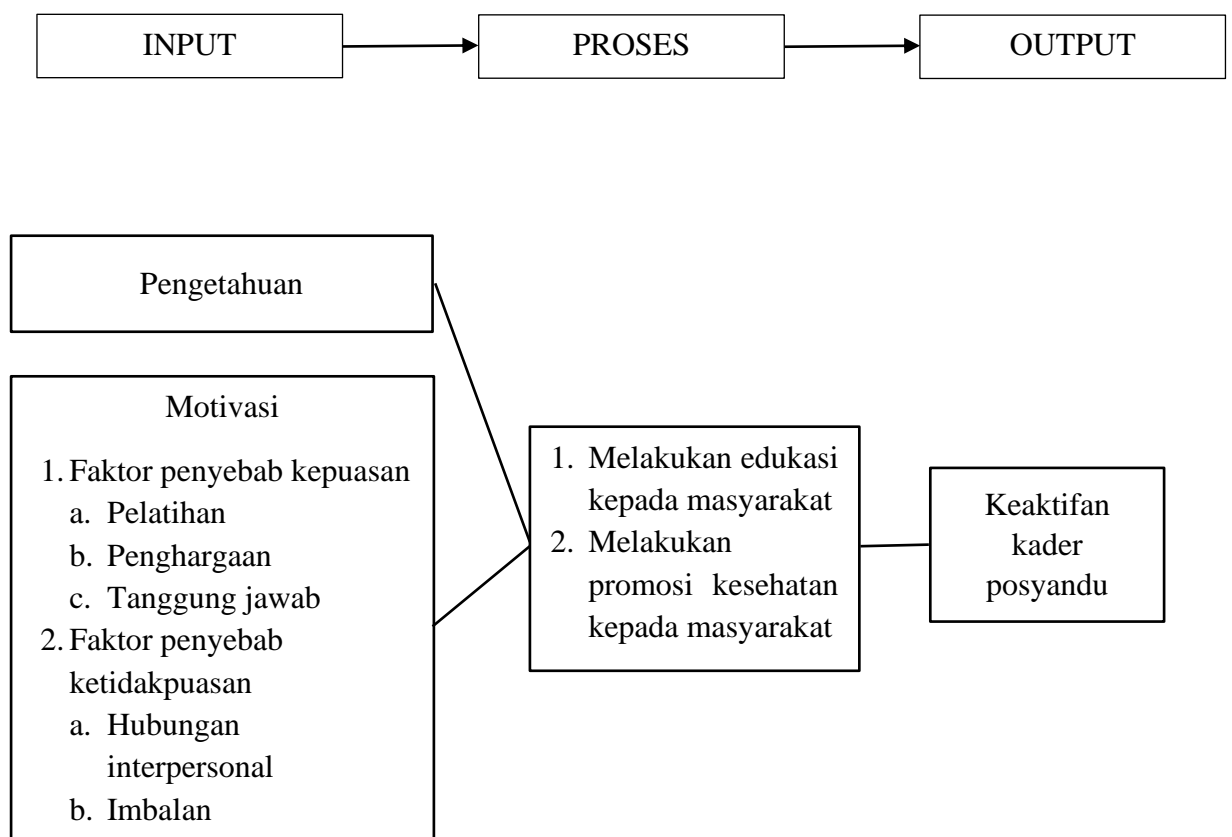 INPUT
PROSES
OUTPUT
Pengetahuan
Motivasi
1. Faktor penyebab kepuasan
a. Pelatihan
b. Penghargaan
c. Tanggung jawab
2. Faktor penyebab
ketidakpuasan
a. Hubungan
interpersonal
b. Imbalan
1. Melakukan edukasi
kepada masyarakat
2. Melakukan
promosi kesehatan
kepada masyarakat
Keaktifan
kader
posyandu